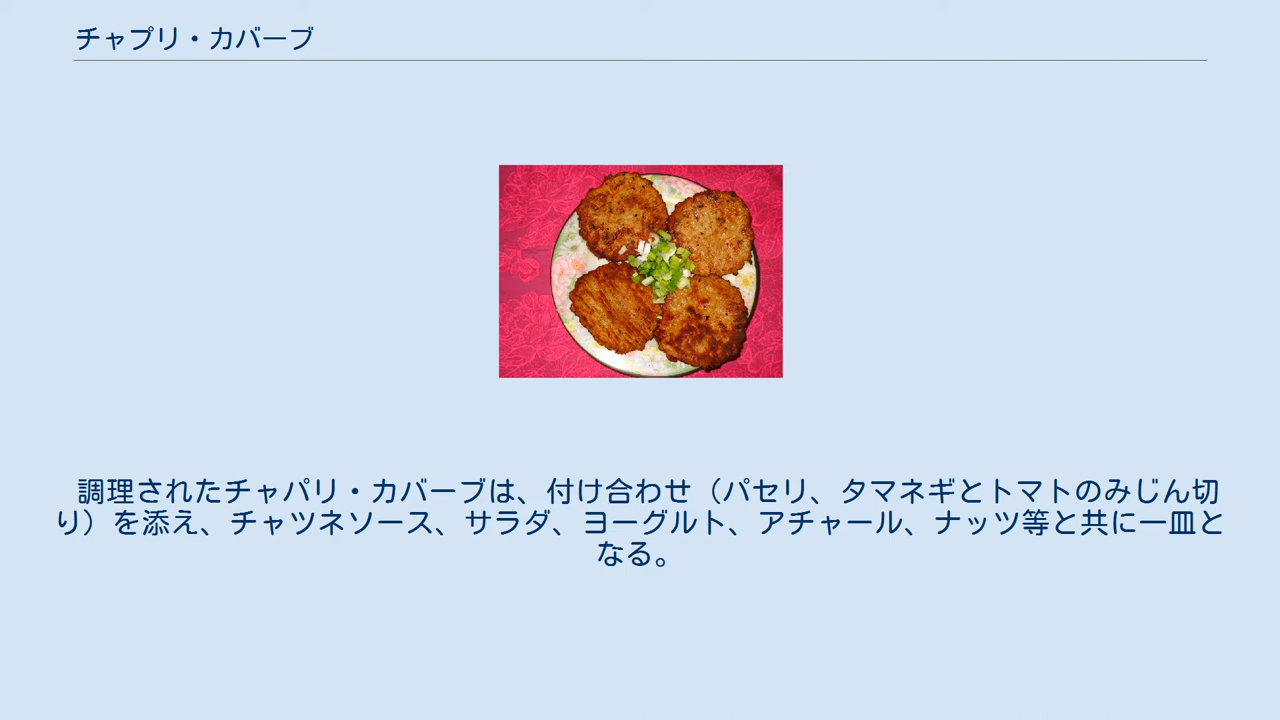 チャプリ・カバーブ
調理されたチャパリ・カバーブは、付け合わせ（パセリ、タマネギとトマトのみじん切
り）を添え、チャツネソース、サラダ、ヨーグルト、アチャール、ナッツ等と共に一皿と
なる。